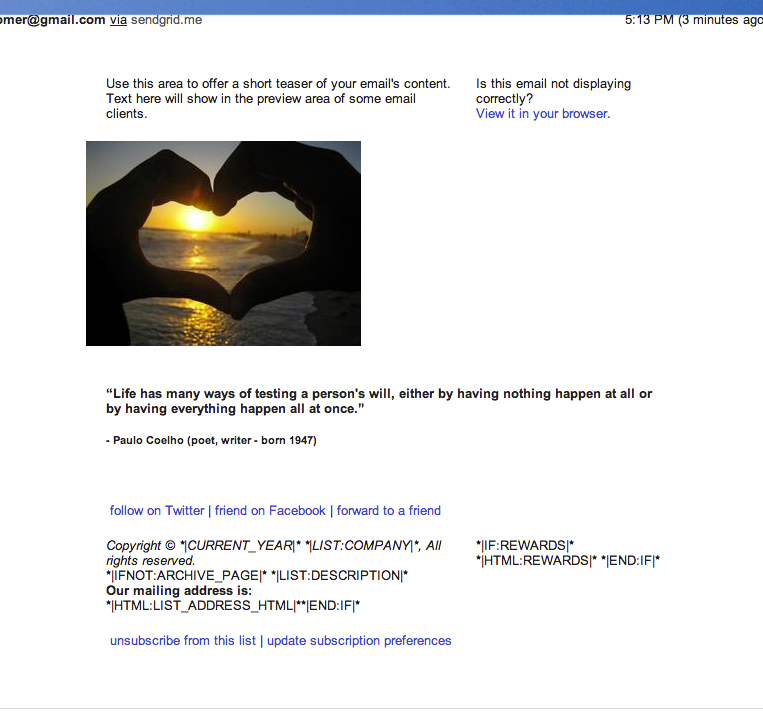 omer@gmail.com via sendgrid.me
5:13 PM (3 minutes ago
Use this area to offer a short teaser of your email's content.
Text here will show in the preview area of some email
clients.
Is this email not displaying
correctly?
View it in your browser.
“Life has many ways of testing a person's will, either by having nothing happen at all or
by having everything happen all at once.”
- Paulo Coelho (poet, writer - born 1947)
follow on Twitter | friend on Facebook | forward to a friend
Copyright © *|CURRENT_YEAR|* *|LIST:COMPANY|*, All
rights reserved.
*|IFNOT:ARCHIVE_PAGE|* *|LIST:DESCRIPTION|*
Our mailing address is:
*|HTML:LIST_ADDRESS_HTML|**|END:IF|*
*|IF:REWARDS|*
*|HTML:REWARDS|* *|END:IF|*
unsubscribe from this list | update subscription preferences